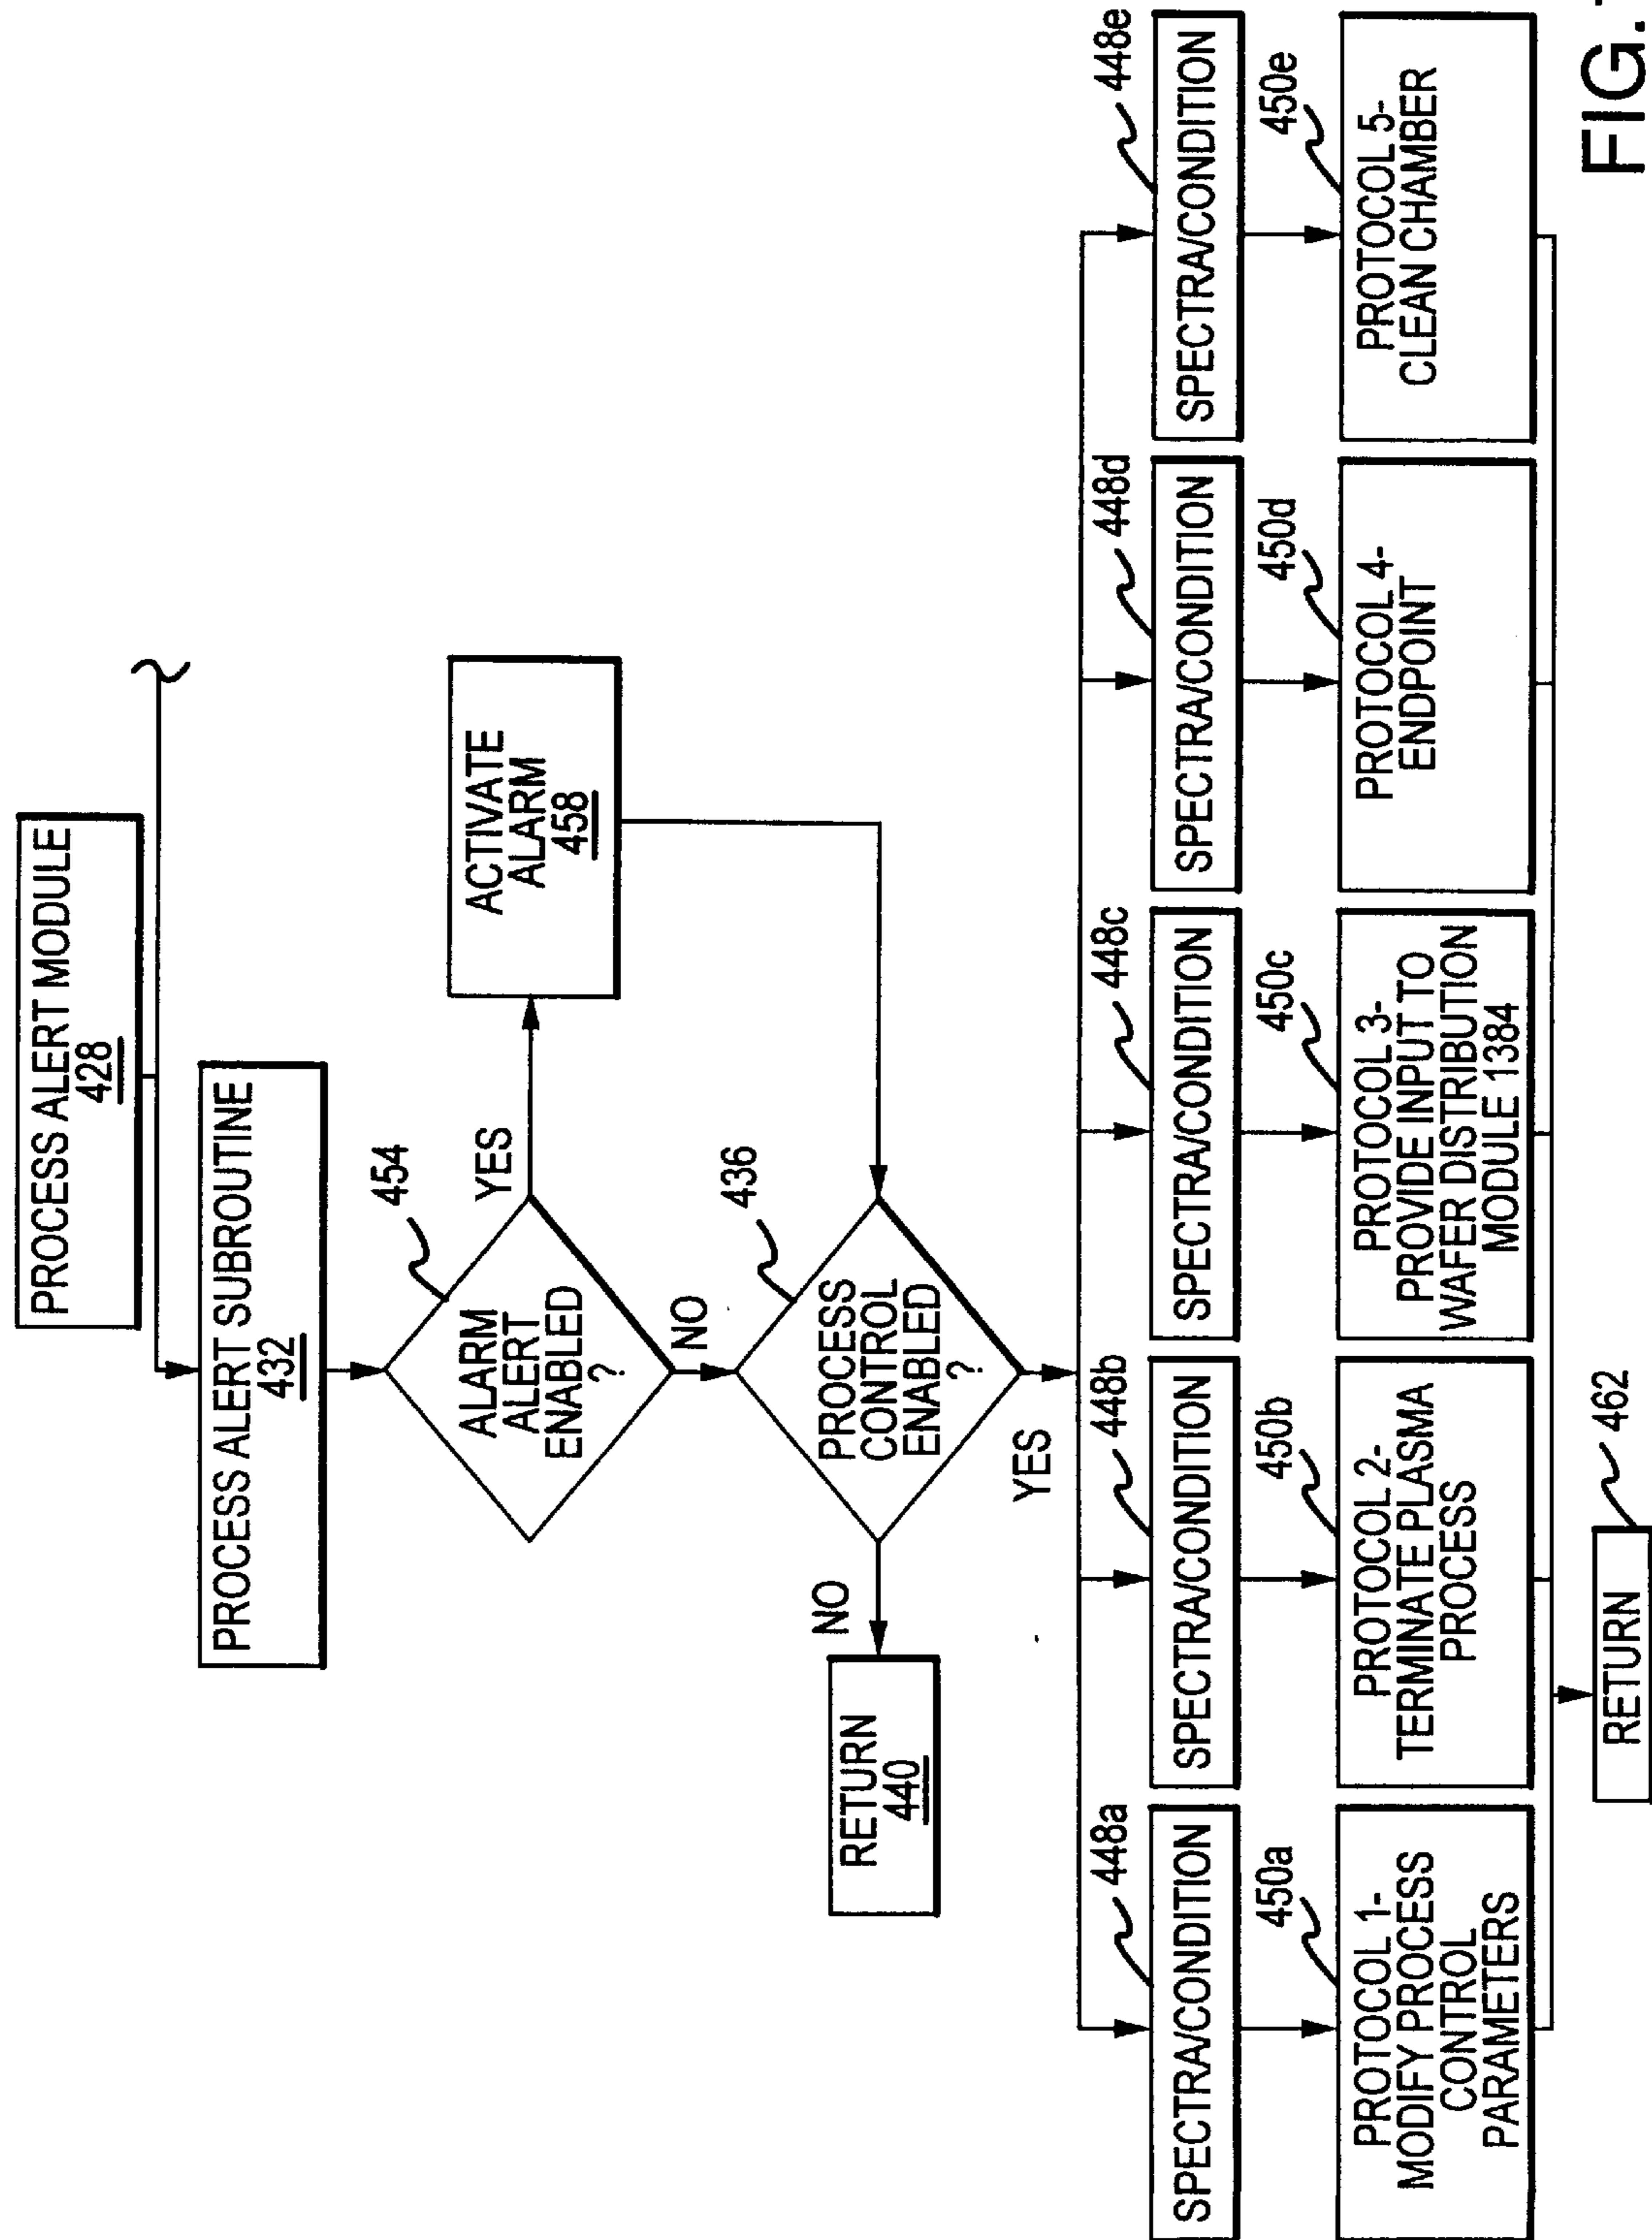 PROCESS ALERT MODULE
428
PROCESS ALERT SUBROUTINE
432
454
ALARM
ALERT
ENABLED
?
YES
NO
ACTIVATE
ALARM
458
436
PROCESS
CONTROL
ENABLED
?
NO
YES
RETURN
440
448a
448b
448c
448d
448e
SPECTRA/CONDITION
SPECTRA/CONDITION
SPECTRA/CONDITION
SPECTRA/CONDITION
SPECTRA/CONDITION
450a
450b
450c
450d
450e
PROTOCOL 1-
MODIFY PROCESS
CONTROL
PARAMETERS
PROTOCOL 2-
TERMINATE PLASMA
PROCESS
PROTOCOL 3-
PROVIDE INPUT TO
WAFER DISTRIBUTION
MODULE 1384
PROTOCOL 4-
ENDPOINT
PROTOCOL 5-
CLEAN CHAMBER
RETURN
462
FIG.